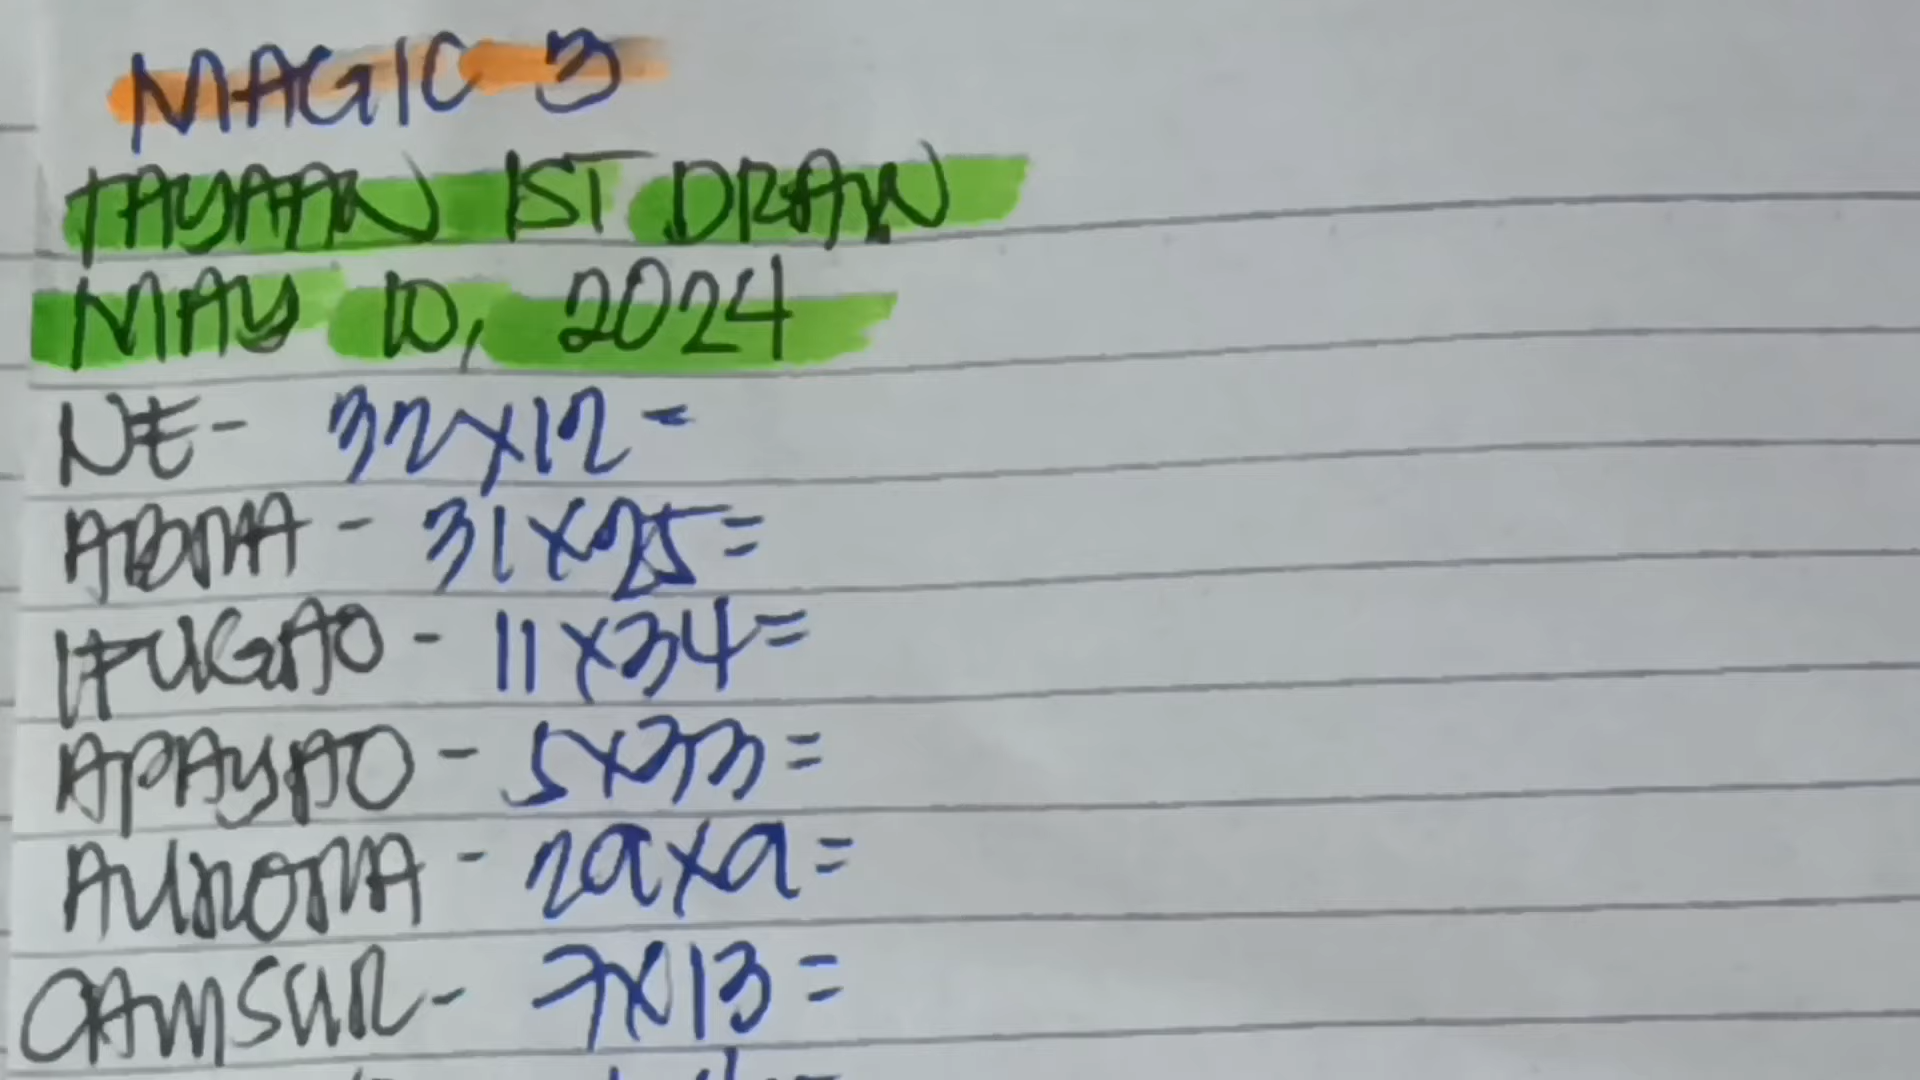 MAGIC 3
TAYAAN 1ST DRAW
MAY 10, 2024
NE- 32x12 =
ABRA - 31x25=
IFUGAO - 11x34=
APAYAO - 5x33=
AURORA - 29x9=
CAMSUR- 7x13=